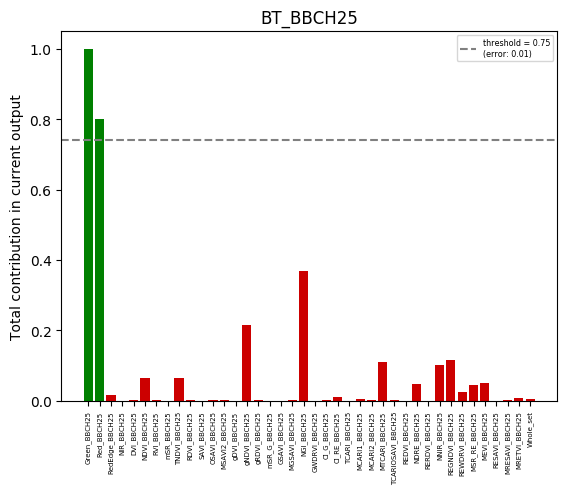 BT_BBCH25
threshold = 0.75
(error: 0.01)
Total contribution in current output
1.0
0.8
0.6
0.4
0.2
0.0
Green_BBCH25
Red_BBCH25
RedEdge_BBCH25
NIR_BBCH25
DVI_BBCH25
NDVI_BBCH25
RVI_BBCH25
mSR_BBCH25
TNDVI_BBCH25
RDVI_BBCH25
SAVI_BBCH25
OSAVI_BBCH25
MSAVI2_BBCH25
gDVI_BBCH25
gNDVI_BBCH25
gRDVI_BBCH25
mSR_G_BBCH25
GSAVI_BBCH25
MGSAVI_BBCH25
NGI_BBCH25
GWDRVI_BBCH25
CI_G_BBCH25
CI_RE_BBCH25
TCARI_BBCH25
MCARI1_BBCH25
MCARI2_BBCH25
MTCARI_BBCH25
TCARIOSAVI_BBCH25
REDVI_BBCH25
NDRE_BBCH25
RERDVI_BBCH25
NNIR_BBCH25
REGNDVI_BBCH25
REWDRVI_BBCH25
MSR_RE_BBCH25
MEVI_BBCH25
RESAVI_BBCH25
MRESAVI_BBCH25
MRETVI_BBCH25
Whole_set